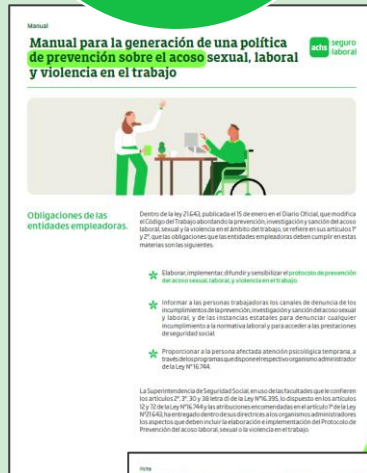 Manual
Manual para la generación de una política
de prevención sobre el acoso sexual, laboral
y violencia en el trabajo
achs seguro
laboral
Obligaciones de las
entidades empleadoras.
Dentro de la ley 21.643, publicada el 15 de enero en el Diario Oficial, que modifica
el Código del Trabajo abordando la prevención, investigación y sanción del acoso
laboral, sexual y la violencia en el ámbito del trabajo, se refiere en sus artículos 1°
y 2°, que las obligaciones que las entidades empleadoras deben cumplir en estas
materias son las siguientes:
Elaborar, implementar, difundir y sensibilizar el protocolo de prevención
del acoso sexual, laboral, y violencia en el trabajo.
Informar a las personas trabajadoras los canales de denuncia de los
incumplimientos de la prevención, investigación y sanción del acoso sexual
y laboral, y de las instancias estatales para denunciar cualquier
incumplimiento a la normativa laboral y para acceder a las prestaciones
de seguridad social.
Proporcionar a la persona afectada atención psicológica temprana, a
través de los programas que dispone el respectivo organismo administrador
de la Ley N°16.744.
La Superintendencia de Seguridad Social, en uso de las facultades que le confieren
los artículos 2°, 3°, 30 y 38 letra d) de la Ley N°16.395, lo dispuesto en los artículos
12 y 72 de la Ley N°16.744 y las atribuciones encomendadas en el artículo 1° de la Ley
N°21.643, ha entregado dentro de sus directrices a los organismos administradores
los aspectos que deben incluir la elaboración e implementación del Protocolo de
Prevención del acoso laboral, sexual o la violencia en el trabajo.
Ficha